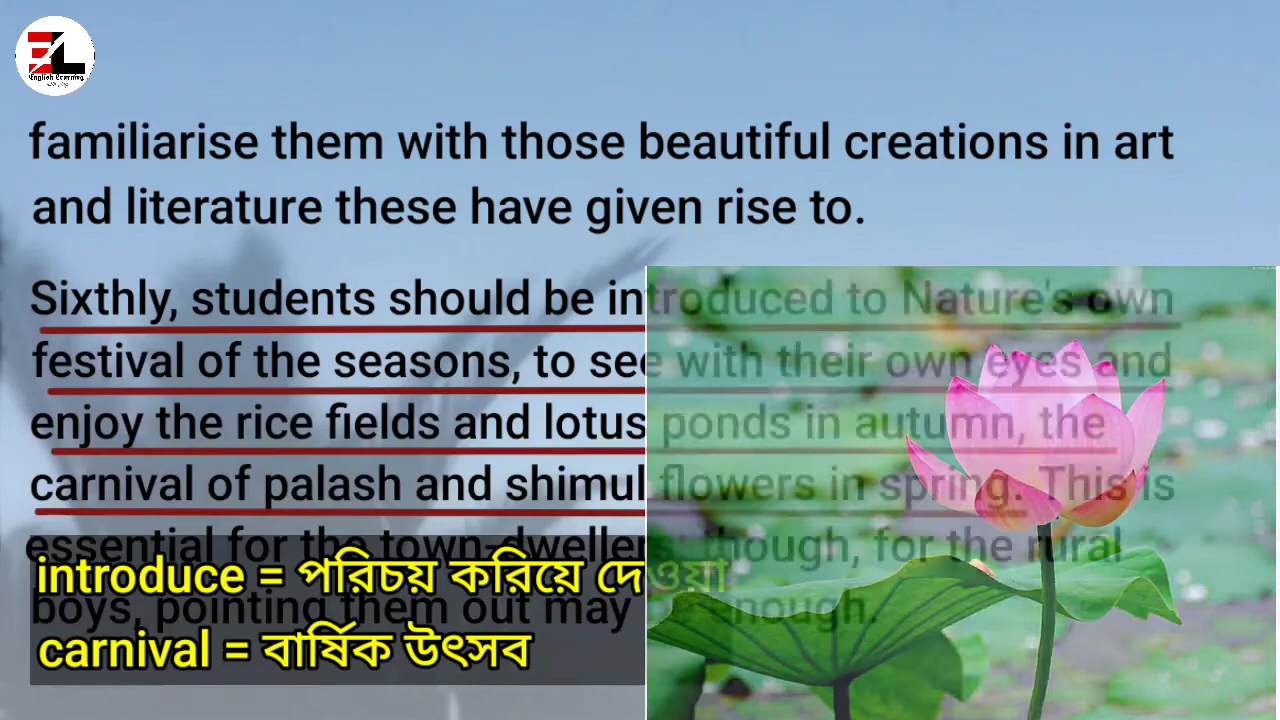 EL
English Learning
familiarise them with those beautiful creations in art
and literature these have given rise to.
Sixthly, students should be introduced to Nature's own
festival of the seasons, to see with their own eyes and
enjoy the rice fields and lotus ponds in autumn, the
carnival of palash and shimul flowers in spring. This is
essential for the town-dwellers; though, for the rural
boys, pointing them out may be enough.
introduce = পরিচয় করিয়ে দেওয়া
carnival = বার্ষিক উৎসব